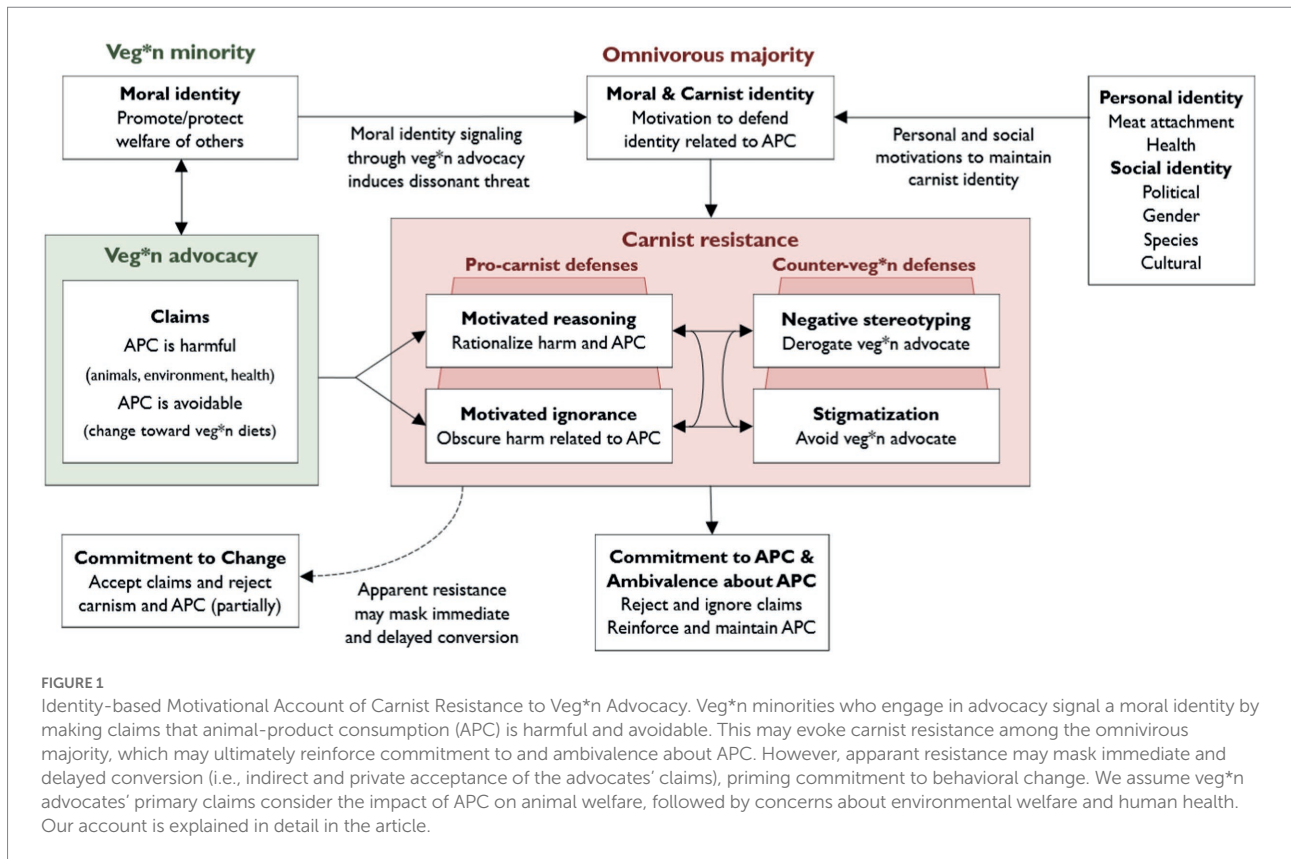 Veg*n minority
Moral identity
Promote/protect
welfare of others
Moral identity signaling
through veg*n advocacy
induces dissonant threat
Omnivorous majority
Moral & Carnist identity
Motivation to defend
identity related to APC
Personal and social
motivations to maintain
carnist identity
Personal identity
Meat attachment
Health
Social identity
Political
Gender
Species
Cultural
Veg*n advocacy
Claims
APC is harmful
(animals, environment, health)
APC is avoidable
(change toward veg*n diets)
Carnist resistance
Pro-carnist defenses
Counter-veg*n defenses
Motivated reasoning
Rationalize harm and APC
Negative stereotyping
Derogate veg*n advocate
Motivated ignorance
Obscure harm related to APC
Stigmatization
Avoid veg*n advocate
Commitment to Change
Accept claims and reject
carnism and APC (partially)
Apparent resistance
may mask immediate
and delayed conversion
Commitment to APC &
Ambivalence about APC
Reject and ignore claims
Reinforce and maintain APC
FIGURE 1
Identity-based Motivational Account of Carnist Resistance to Veg*n Advocacy. Veg*n minorities who engage in advocacy signal a moral identity by
making claims that animal-product consumption (APC) is harmful and avoidable. This may evoke carnist resistance among the omnivirous
majority, which may ultimately reinforce commitment to and ambivalence about APC. However, apparant resistance may mask immediate and
delayed conversion (i.e., indirect and private acceptance of the advocates’ claims), priming commitment to behavioral change. We assume veg*n
advocates’ primary claims consider the impact of APC on animal welfare, followed by concerns about environmental welfare and human health.
Our account is explained in detail in the article.